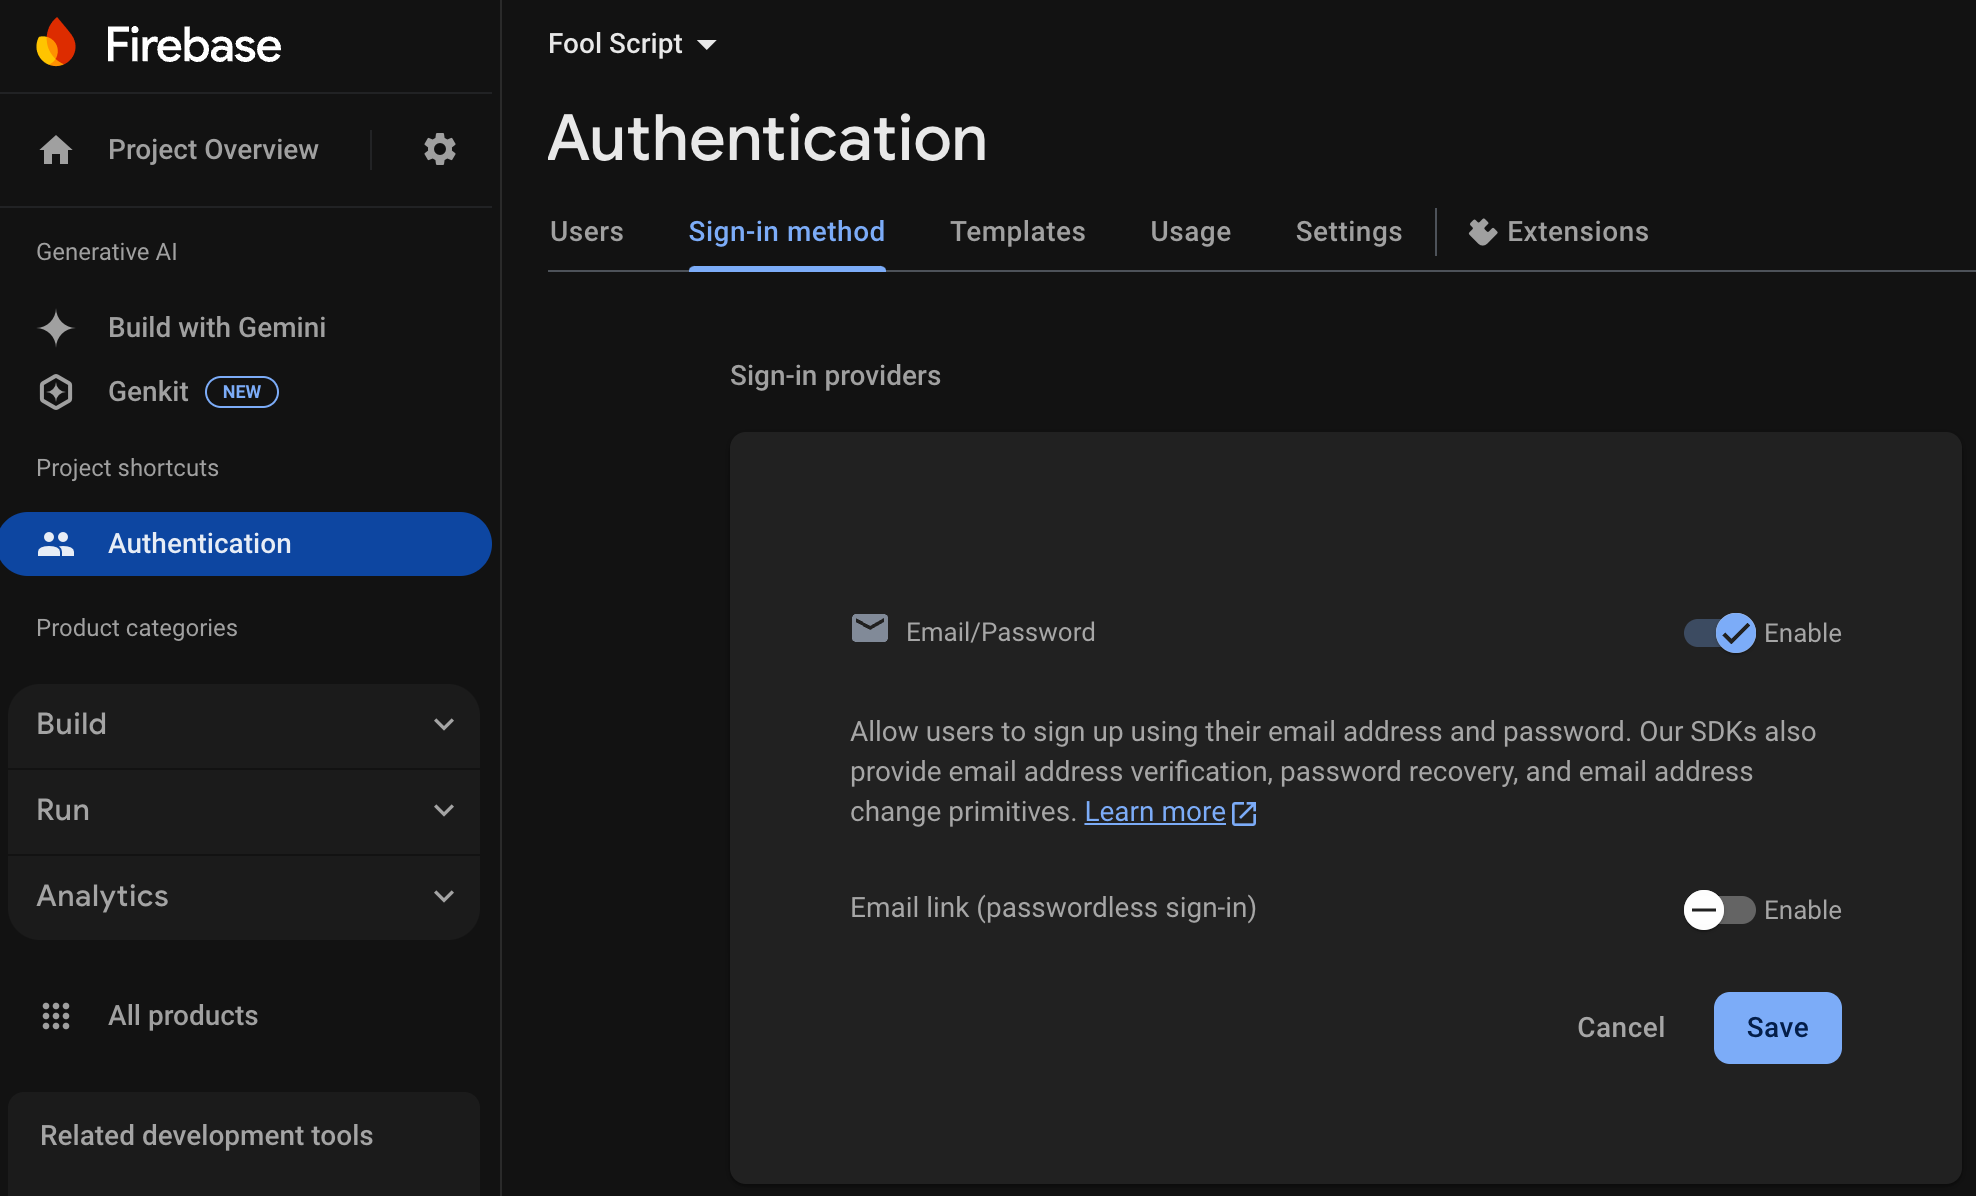 Firebase
Project Overview
Generative AI
Build with Gemini
Genkit NEW
Project shortcuts
Authentication
Product categories
Build
Run
Analytics
All products
Related development tools
Fool Script
Authentication
Users Sign-in method Templates Usage Settings Extensions
Sign-in providers
Email/Password Enable
Allow users to sign up using their email address and password. Our SDKs also
provide email address verification, password recovery, and email address
change primitives. Learn more
Email link (passwordless sign-in) Enable
Cancel Save